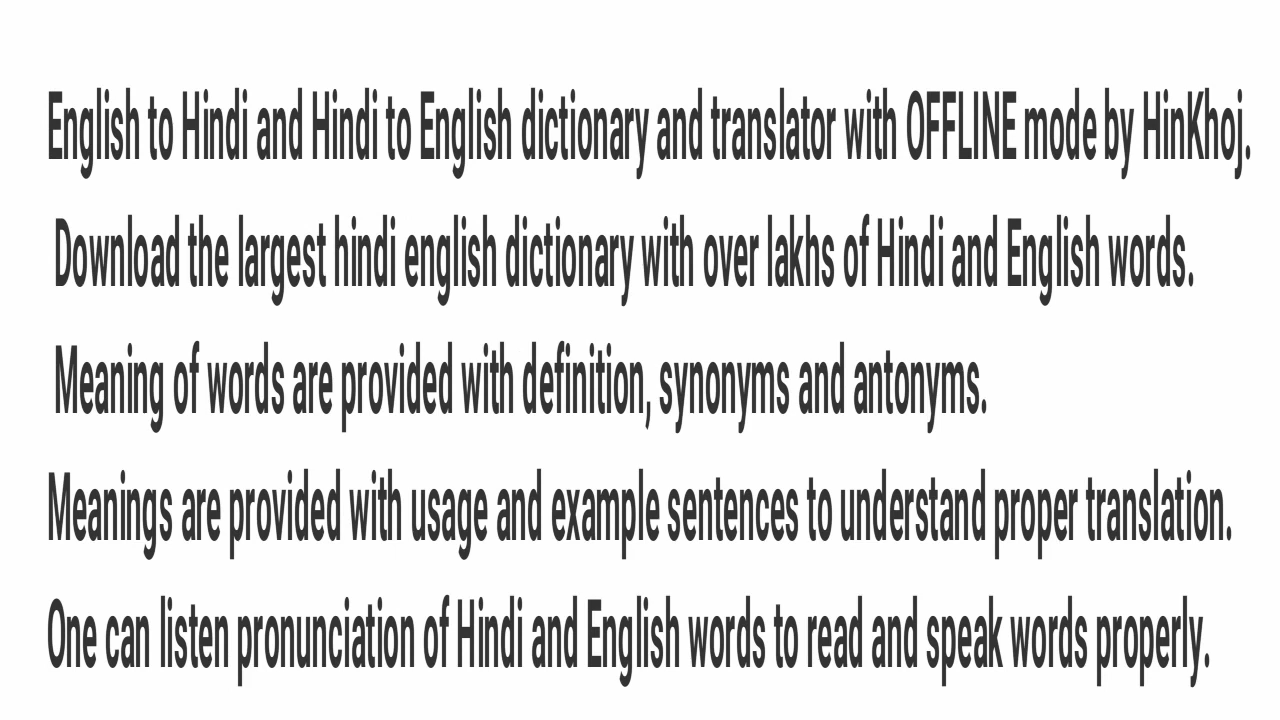 English to Hindi and Hindi to English dictionary and translator with OFFLINE mode by HinKhoj.
Download the largest hindi english dictionary with over lakhs of Hindi and English words.
Meaning of words are provided with definition, synonyms and antonyms.
Meanings are provided with usage and example sentences to understand proper translation.
One can listen pronunciation of Hindi and English words to read and speak words properly.